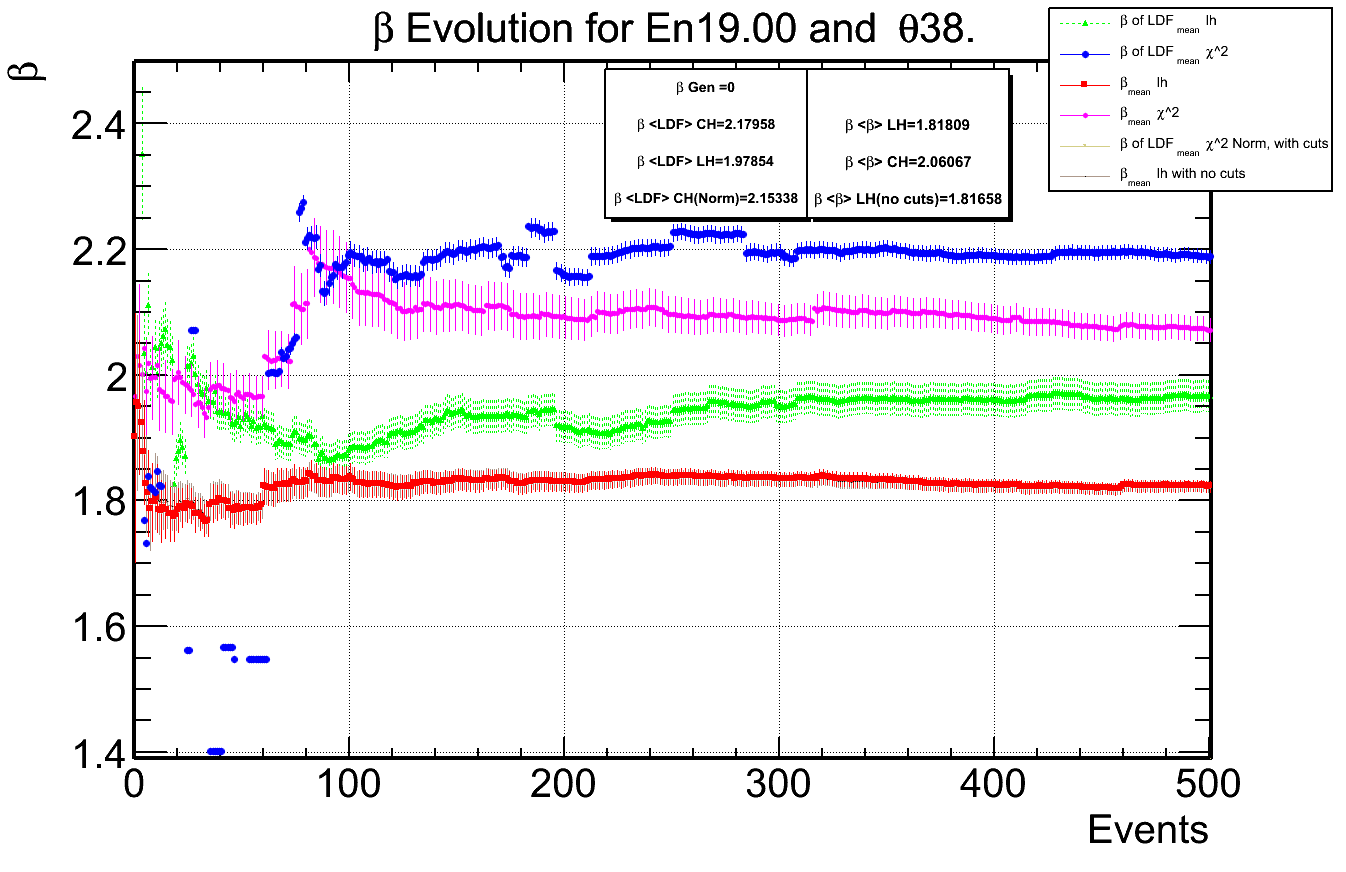 β Evolution for En19.00 and θ38.
β of LDF mean lh
β of LDF mean χ^2
β mean lh
β mean χ^2
β of LDF mean χ^2 Norm, with cuts
β mean lh with no cuts
β Gen =0
β <LDF> CH=2.17958
β <β> LH=1.81809
β <LDF> LH=1.97854
β <β> CH=2.06067
β <LDF> CH(Norm)=2.15338
β <β> LH(no cuts)=1.81658
β
2.4
2.2
2
1.8
1.6
1.4
0 100 200 300 400 500
Events